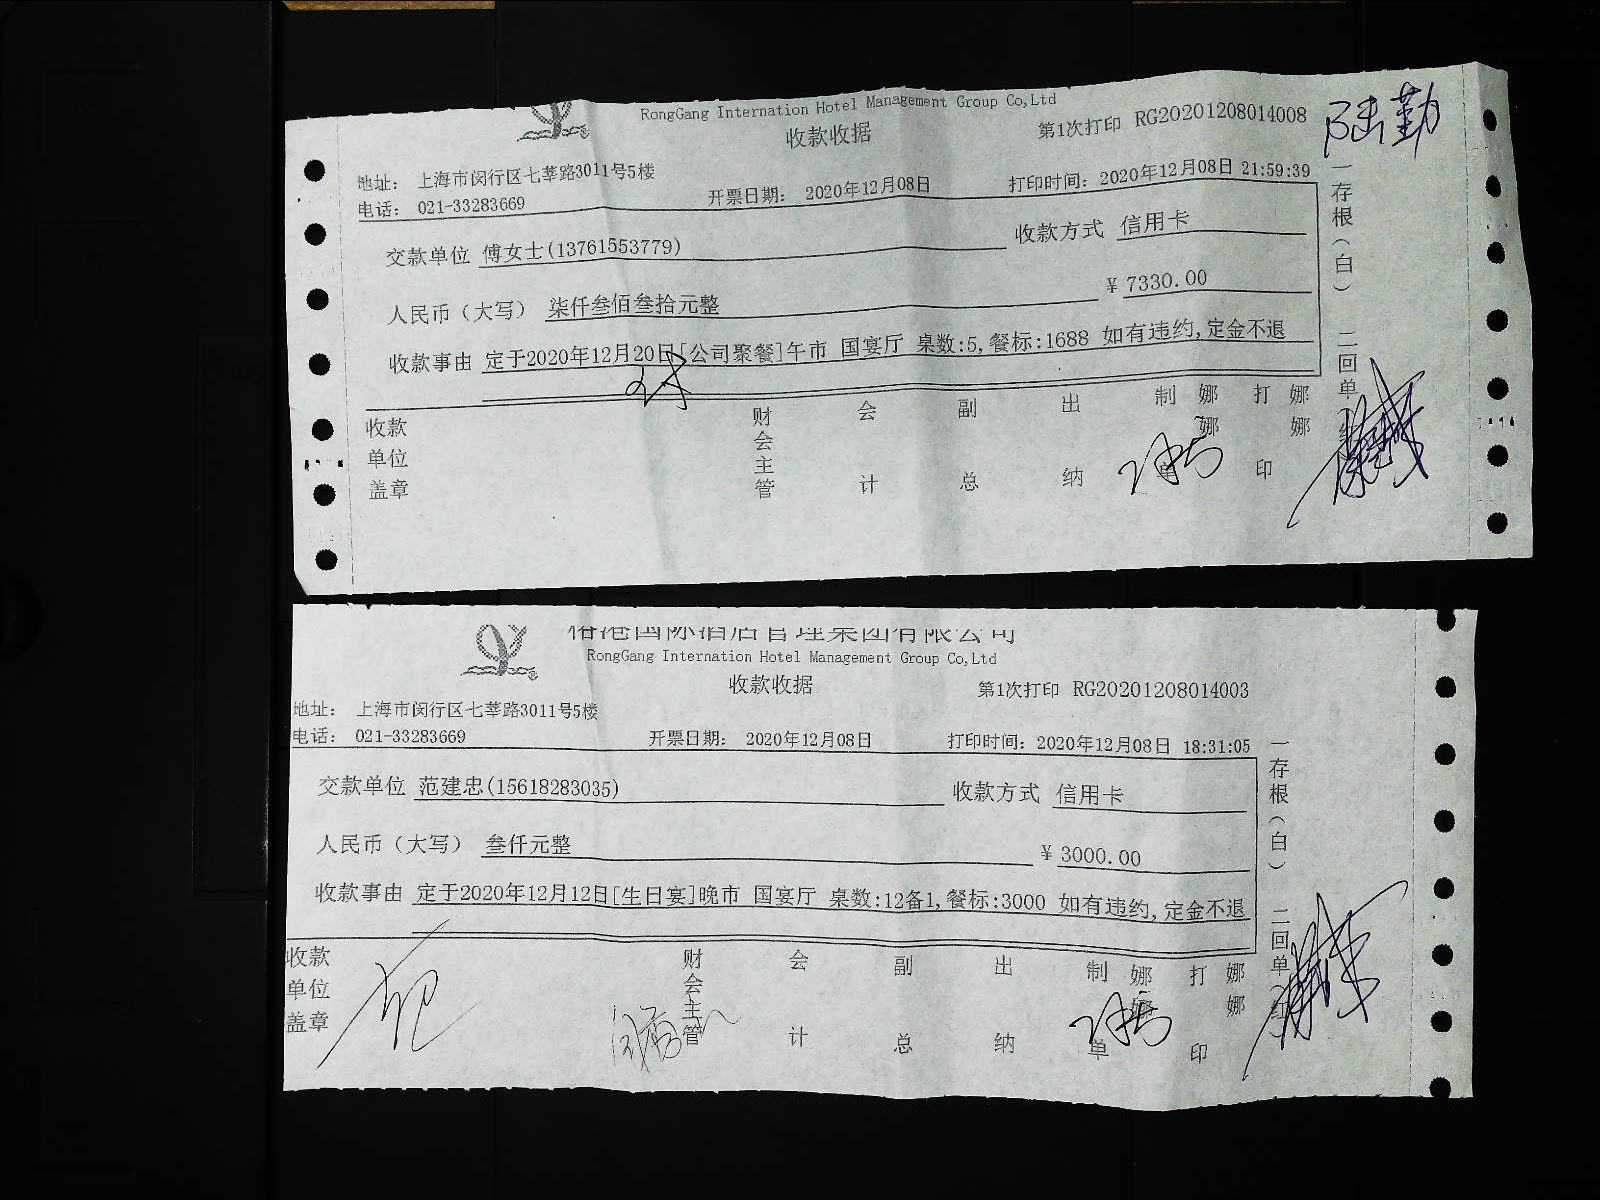 RongGang Internation Hotel Management Group Co,Ltd
收款收据
第1次打印 RG20201208014008
陆勤
地址： 上海市闵行区七莘路3011号5楼
电话： 021-33283669
开票日期： 2020年12月08日
打印时间：2020年12月08日 21:59:39
交款单位 傅女士(13761553779)
收款方式 信用卡
人民币（大写） 柒仟叁佰叁拾元整
￥7330.00
收款事由 定于2020年12月20日[公司聚餐]午市 国宴厅 桌数:5,餐标:1688 如有违约,定金不退
一存根（白） 二回单
收款单位盖章
财会主管
会计
副总
出纳
制单
娜娜
打印
娜娜
榕港国际酒店管理集团有限公司
RongGang Internation Hotel Management Group Co,Ltd
收款收据
第1次打印 RG20201208014003
地址： 上海市闵行区七莘路3011号5楼
电话： 021-33283669
开票日期： 2020年12月08日
打印时间：2020年12月08日 18:31:05
交款单位 范建忠(15618283035)
收款方式 信用卡
人民币（大写） 叁仟元整
￥3000.00
收款事由 定于2020年12月12日[生日宴]晚市 国宴厅 桌数:12备1,餐标:3000 如有违约,定金不退
一存根（白） 二回单（红）
收款单位盖章
财会主管
会计
副总
出纳
制单
娜娜
打印
娜娜